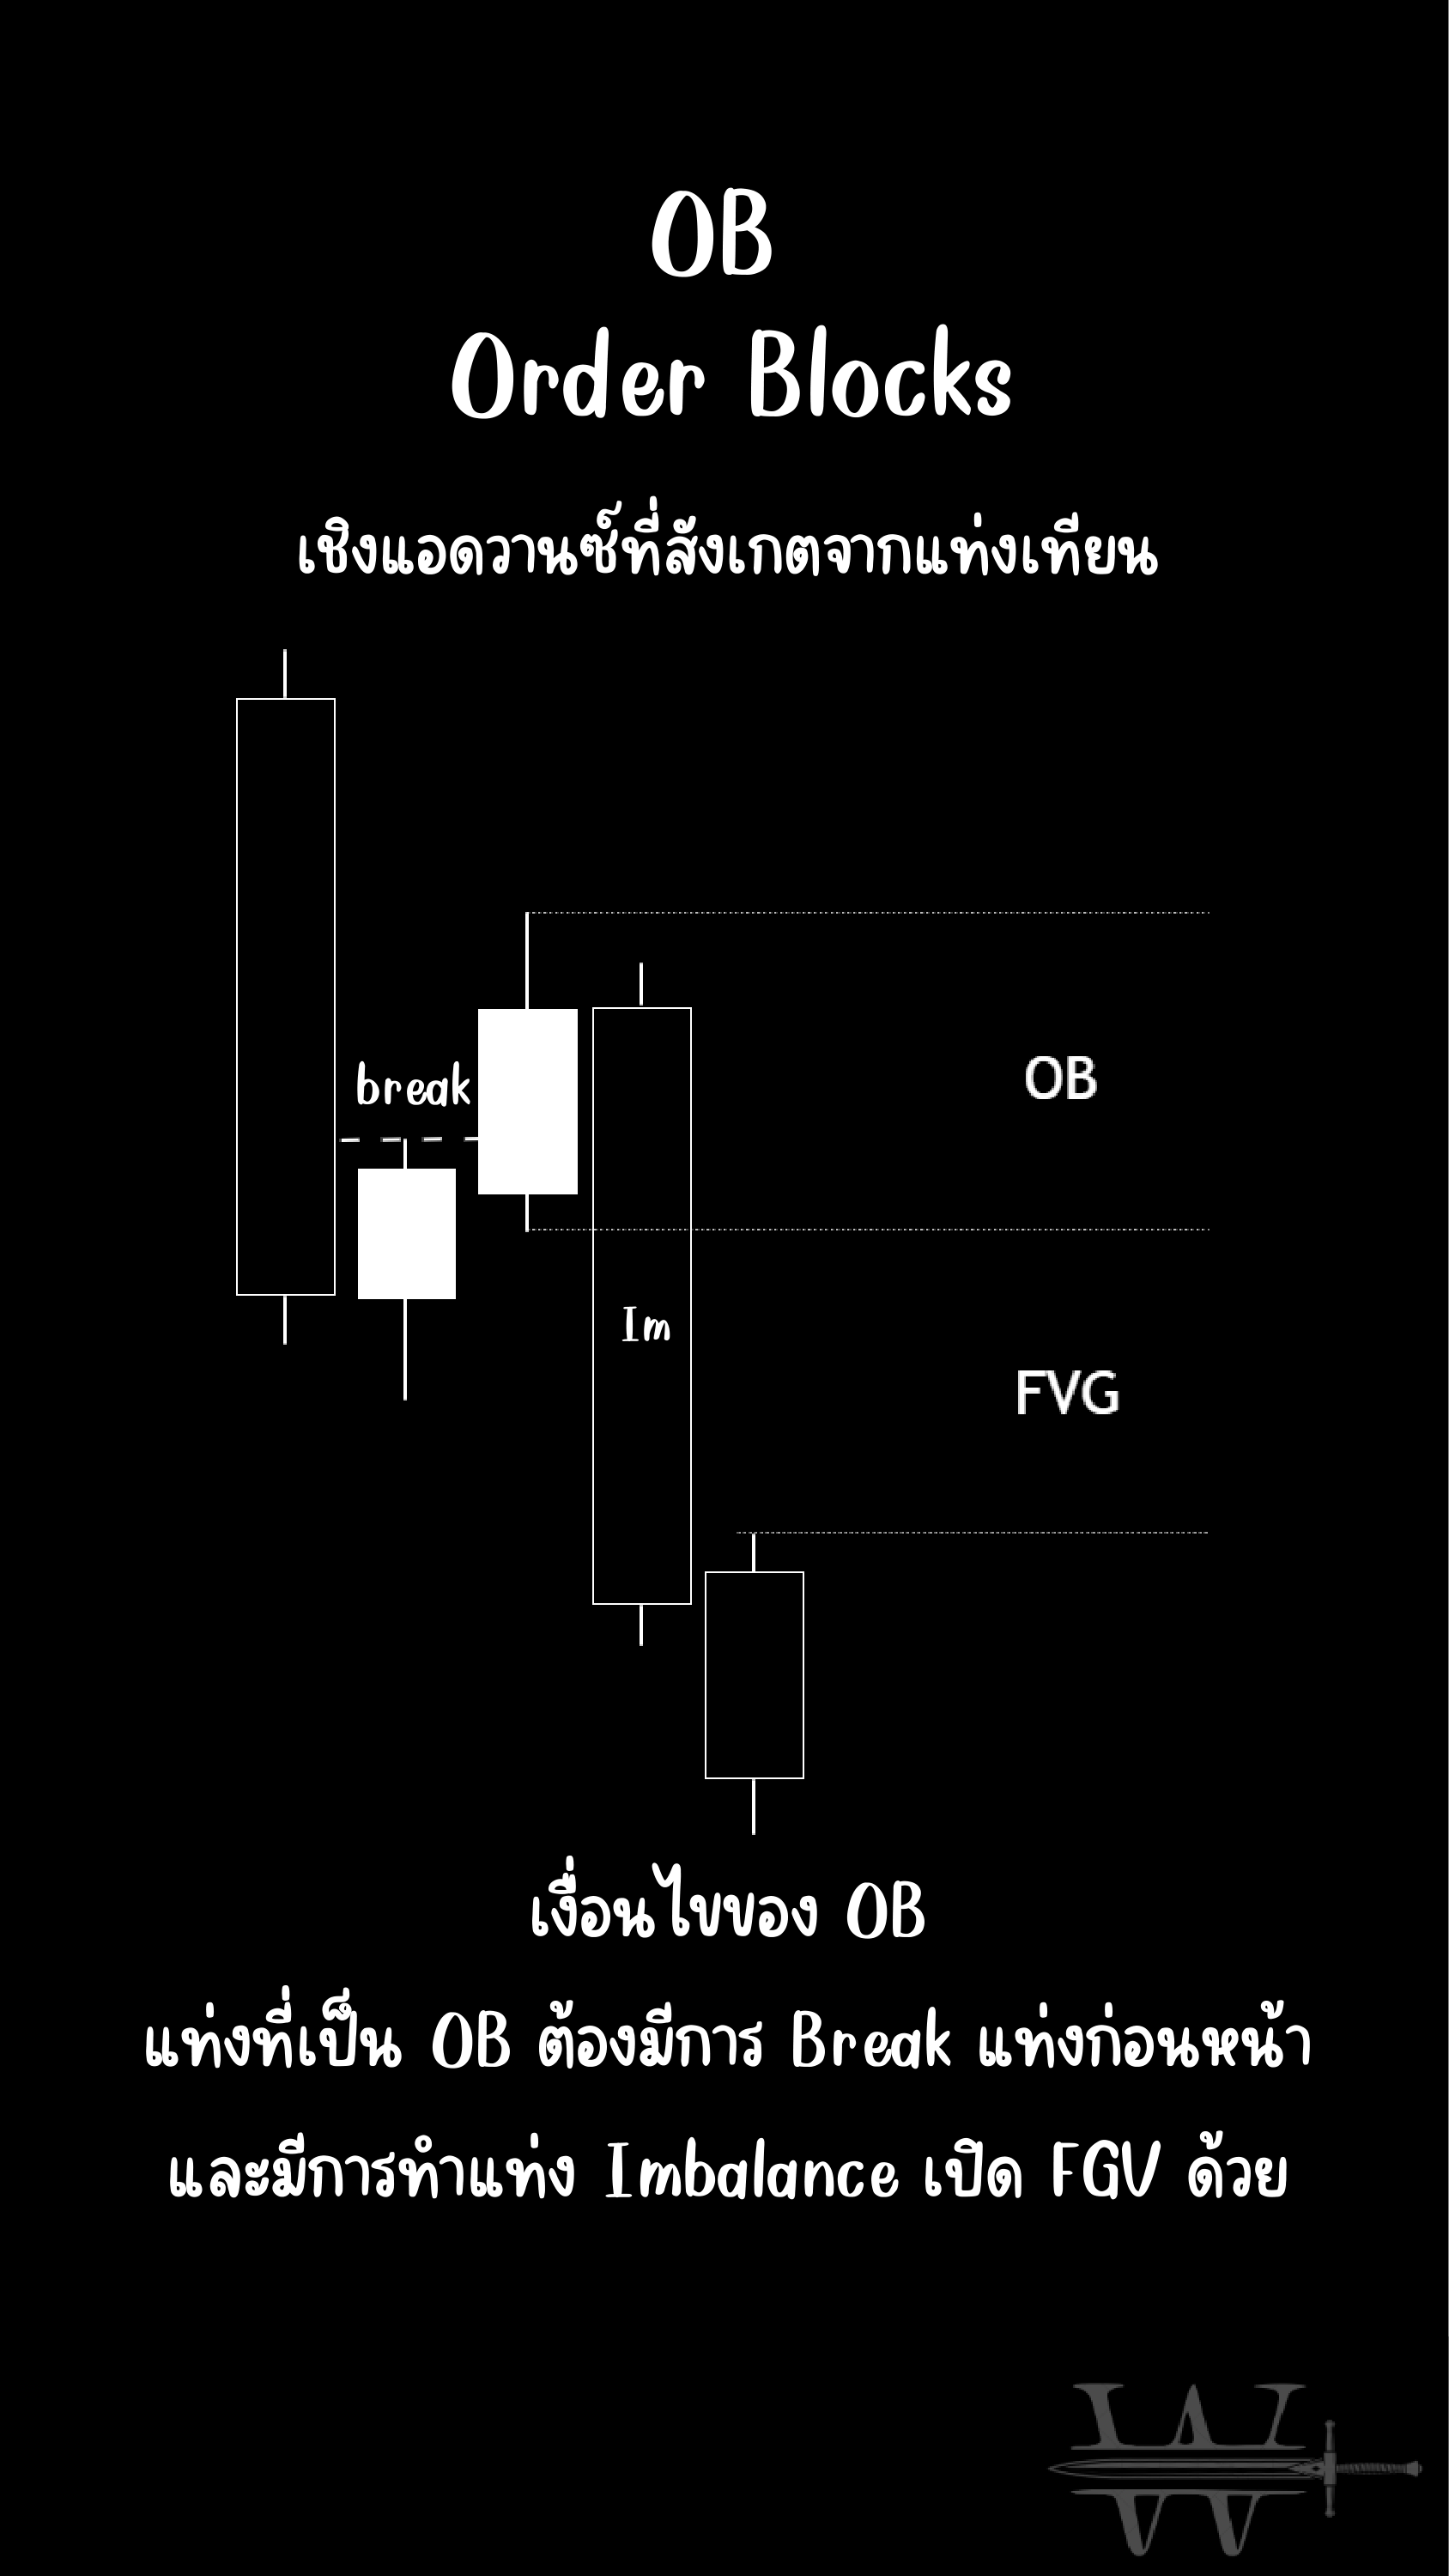 OB
Order Blocks
เชิงแอดวานซ์ที่สังเกตจากแท่งเทียน
break
OB
Im
FVG
เงื่อนไขของ OB
แท่งที่เป็น OB ต้องมีการ Break แท่งก่อนหน้า
และมีการทำแท่ง Imbalance เปิด FGV ด้วย
W